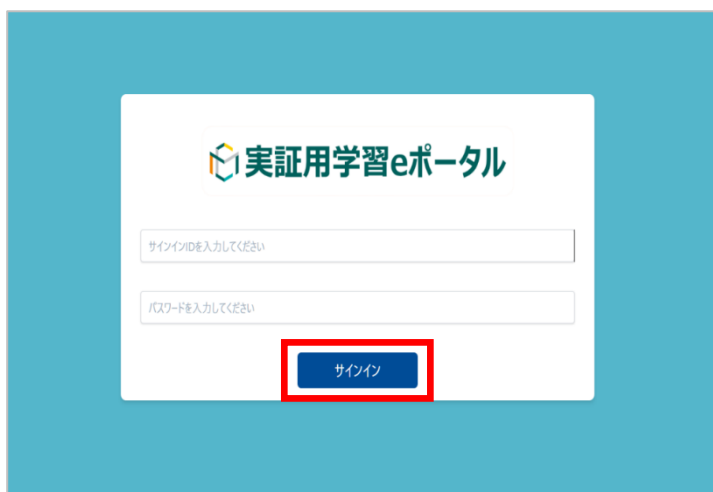 実証用学習eポータル
サインインIDを入力してください
パスワードを入力してください
サインイン